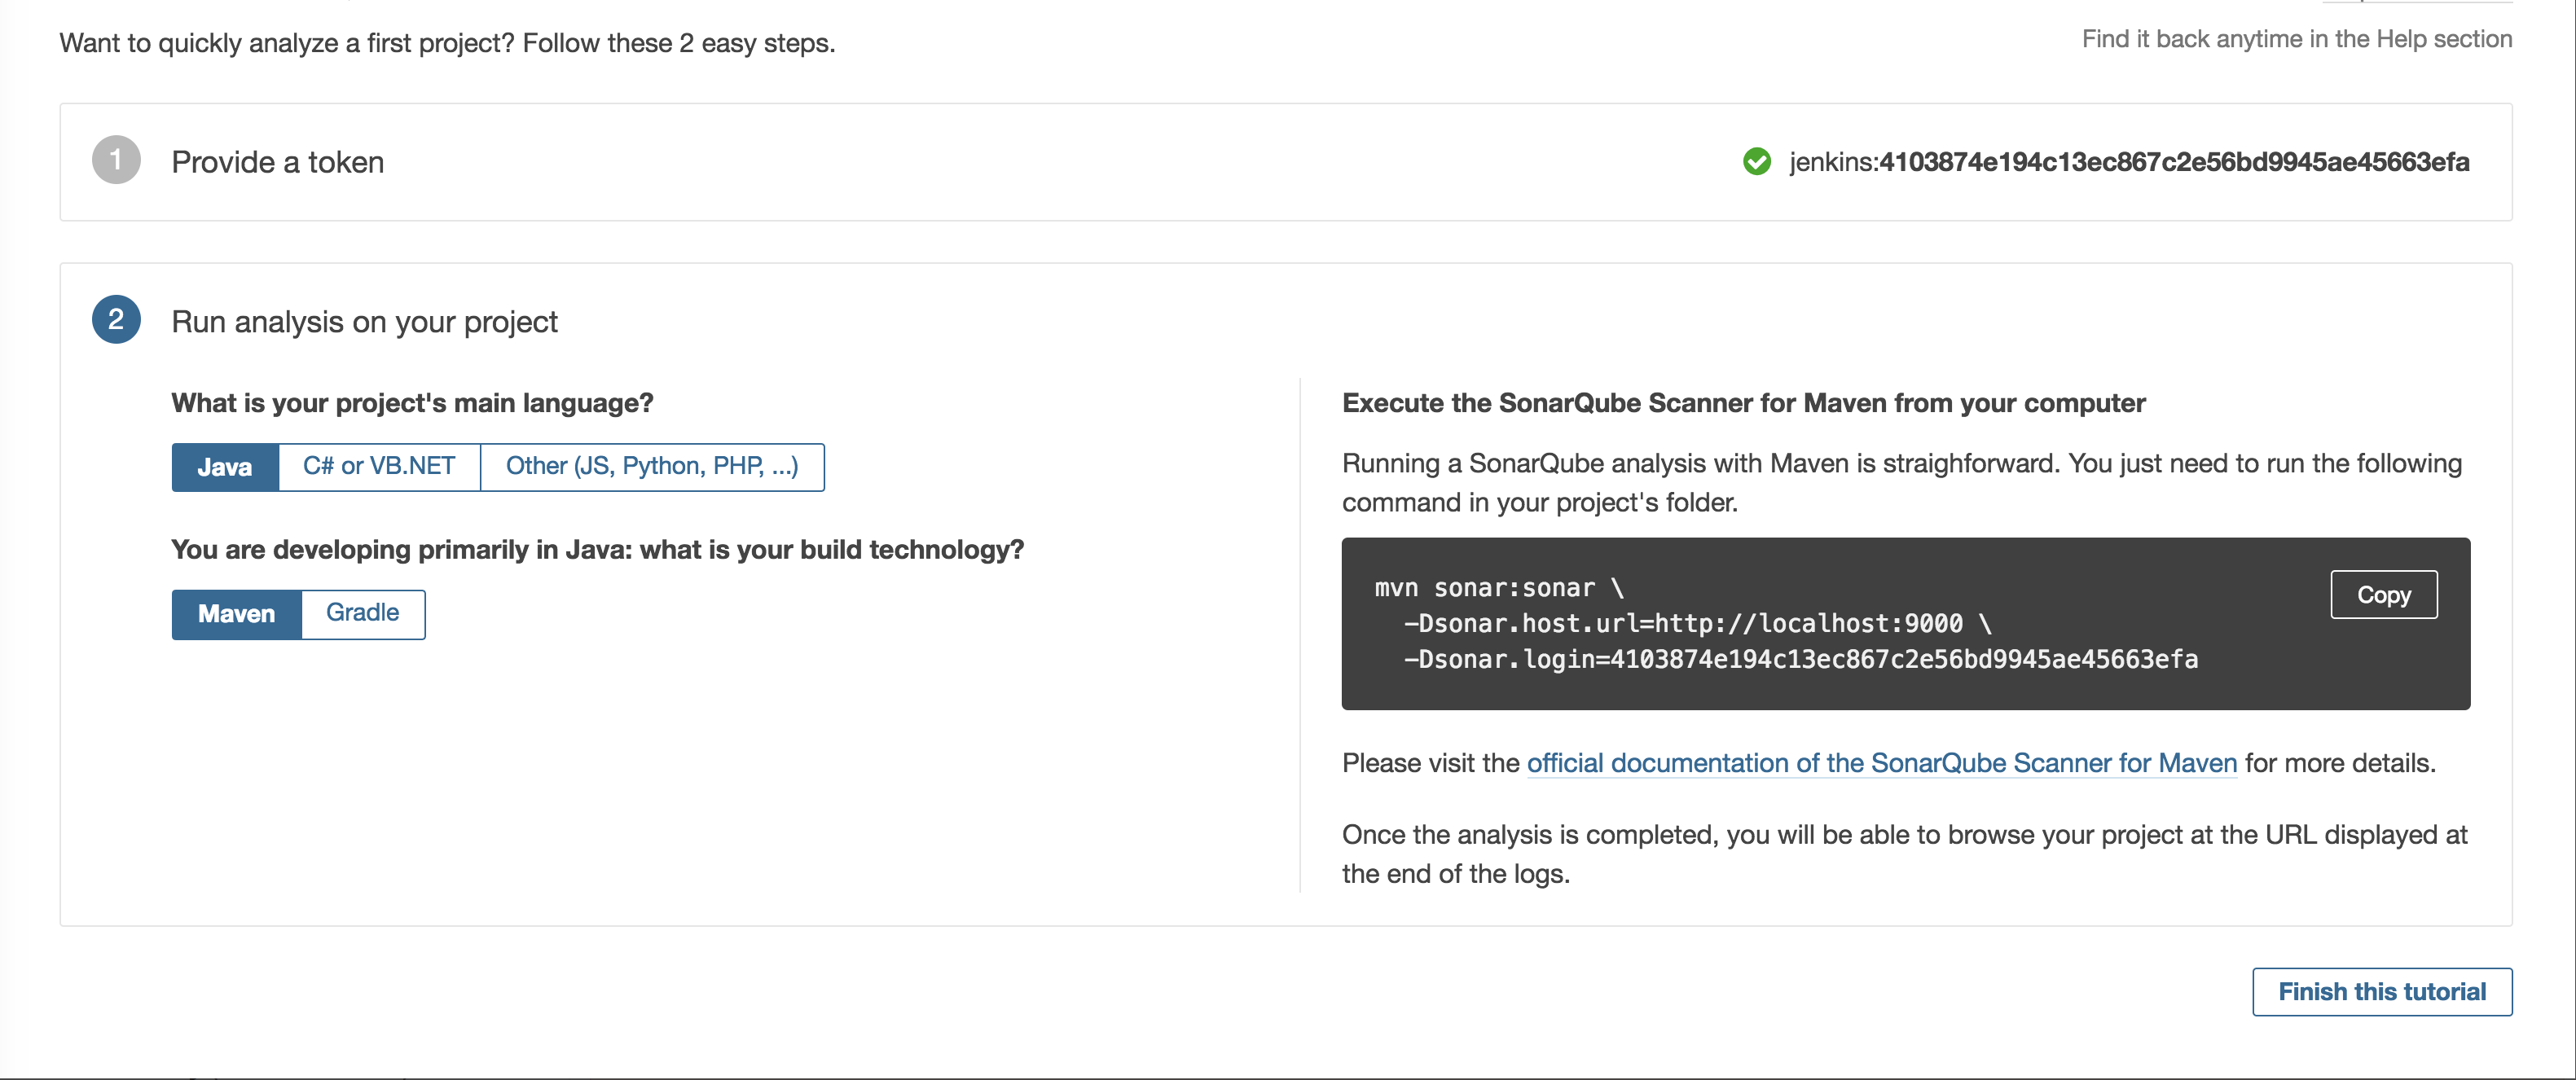 Want to quickly analyze a first project? Follow these 2 easy steps.
Find it back anytime in the Help section
1 Provide a token
jenkins:4103874e194c13ec867c2e56bd9945ae45663efa
2 Run analysis on your project
What is your project's main language?
Java C# or VB.NET Other (JS, Python, PHP, ...)
You are developing primarily in Java: what is your build technology?
Maven Gradle
Execute the SonarQube Scanner for Maven from your computer
Running a SonarQube analysis with Maven is straighforward. You just need to run the following
command in your project's folder.
mvn sonar:sonar \
Copy
-Dsonar.host.url=http://localhost:9000 \
-Dsonar.login=4103874e194c13ec867c2e56bd9945ae45663efa
Please visit the official documentation of the SonarQube Scanner for Maven for more details.
Once the analysis is completed, you will be able to browse your project at the URL displayed at
the end of the logs.
Finish this tutorial